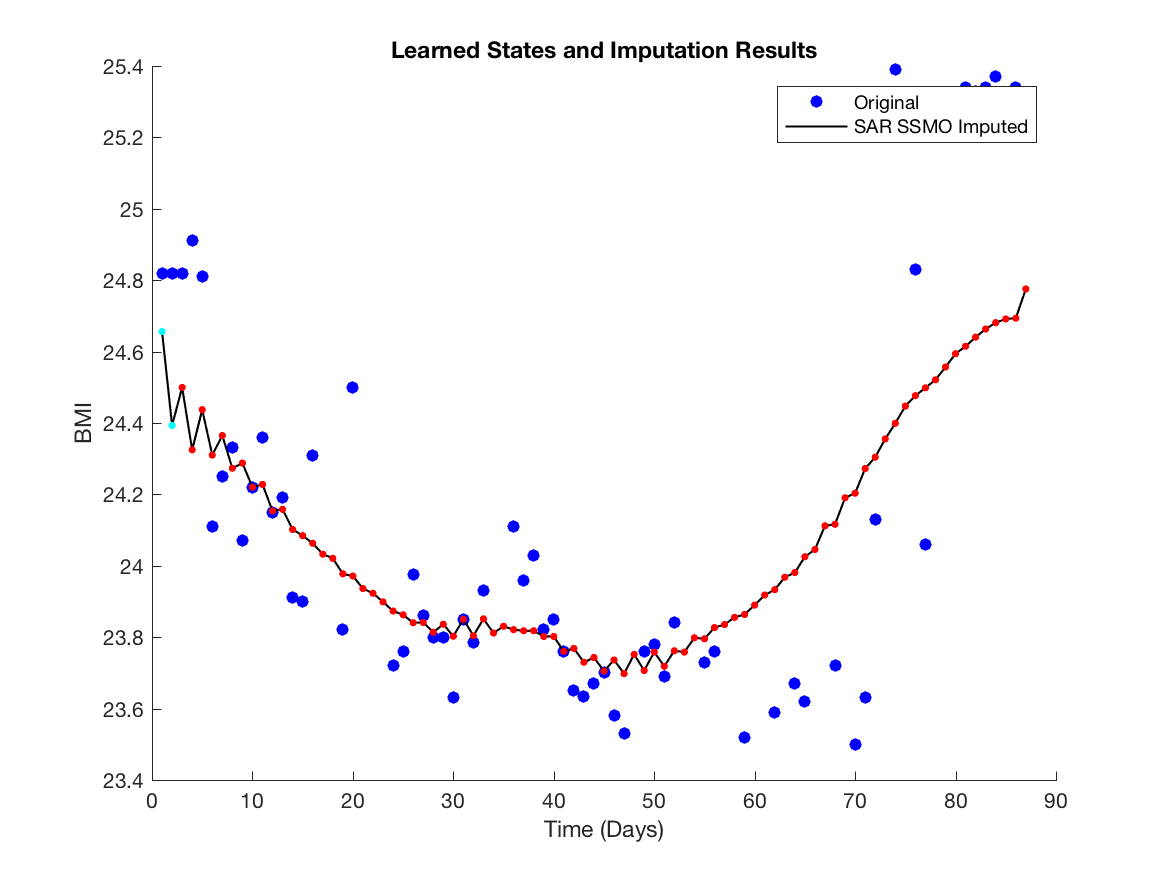 Learned States and Imputation Results
25.4
25.2
25
24.8
24.6
24.4
24.2
24
23.8
23.6
23.4
BMI
Original
SAR SSMO Imputed
0 10 20 30 40 50 60 70 80 90
Time (Days)